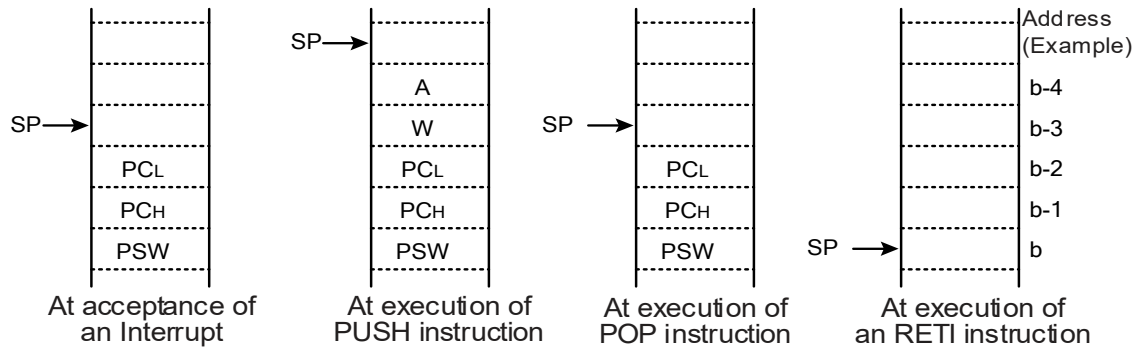 Address
(Example)
SP
A
b-4
SP
W
SP
b-3
PCL
PCL
PCL
b-2
PCH
PCH
PCH
b-1
PSW
PSW
PSW
SP
b
At acceptance of
an Interrupt
At execution of
PUSH instruction
At execution of
POP instruction
At execution of
an RETI instruction